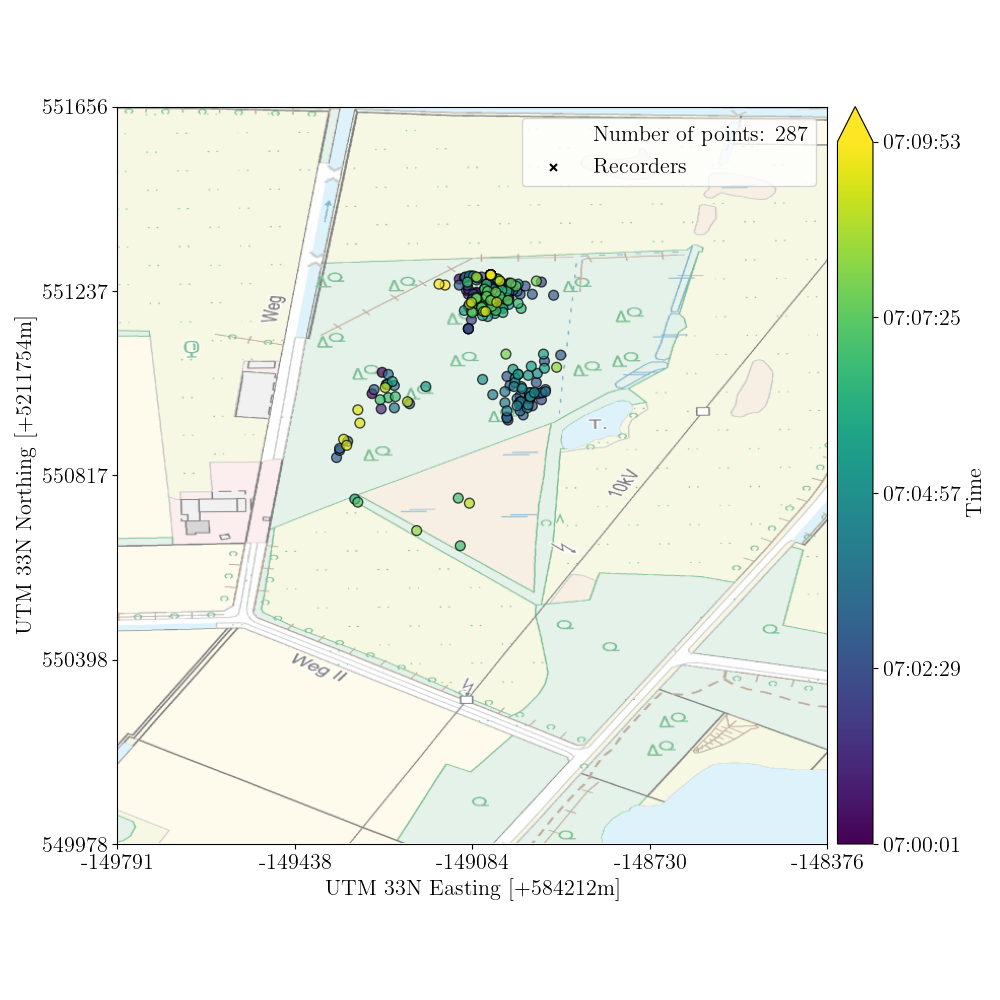 551656
551237
550817
550398
549978
UTM 33N Northing [+5211754m]
-149791
-149438
-149084
-148730
-148376
UTM 33N Easting [+584212m]
Number of points: 287
Recorders
Weg
T.
10kV
Weg II
07:09:53
07:07:25
07:04:57
07:02:29
07:00:01
Time